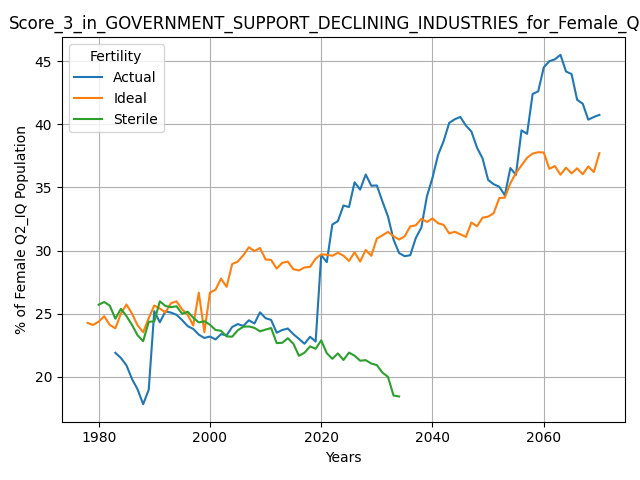 Score_3_in_GOVERNMENT_SUPPORT_DECLINING_INDUSTRIES_for_Female_Q
Fertility
Actual
Ideal
Sterile
% of Female Q2_IQ Population
45
40
35
30
25
20
1980
2000
2020
2040
2060
Years